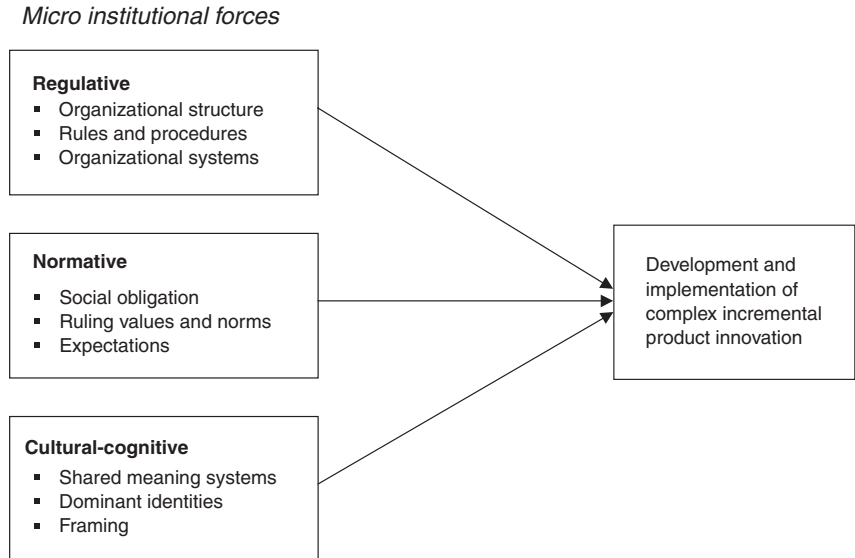 Micro institutional forces
Regulative
▪ Organizational structure
▪ Rules and procedures
▪ Organizational systems
Normative
▪ Social obligation
▪ Ruling values and norms
▪ Expectations
Cultural-cognitive
▪ Shared meaning systems
▪ Dominant identities
▪ Framing
Development and
implementation of
complex incremental
product innovation